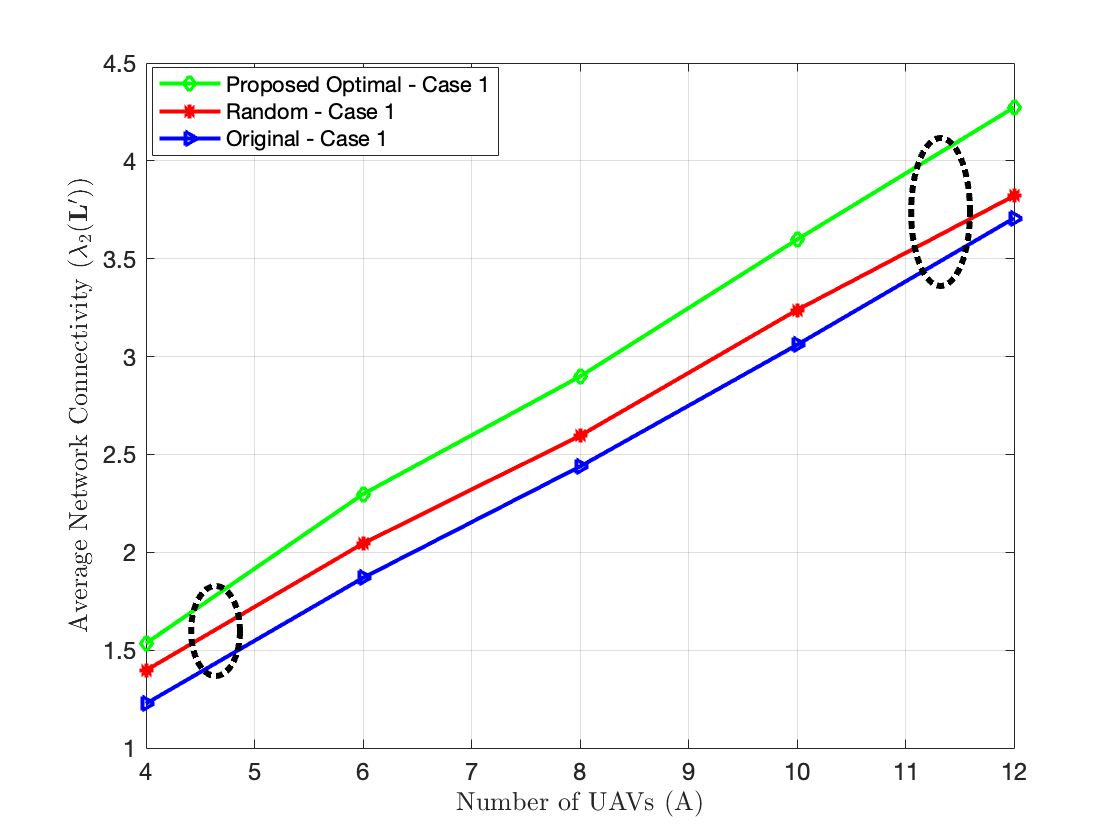 4.5
4
3.5
3
2.5
2
1.5
1
Proposed Optimal - Case 1
Random - Case 1
Original - Case 1
Average Network Connectivity (λ₂(L′))
4 5 6 7 8 9 10 11 12
Number of UAVs (A)